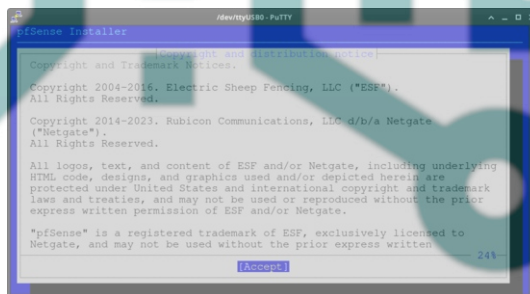 /dev/ttyUSB0 - PuTTY
pfSense Installer
[Copyright and distribution notice]
Copyright and Trademark Notices.
Copyright 2004-2016. Electric Sheep Fencing, LLC ("ESF").
All Rights Reserved.
Copyright 2014-2023. Rubicon Communications, LLC d/b/a Netgate
("Netgate").
All Rights Reserved.
All logos, text, and content of ESF and/or Netgate, including underlying
HTML code, designs, and graphics used and/or depicted herein are
protected under United States and international copyright and trademark
laws and treaties, and may not be used or reproduced without the prior
express written permission of ESF and/or Netgate.
"pfSense" is a registered trademark of ESF, exclusively licensed to
Netgate, and may not be used without the prior express written
24%
[Accept]